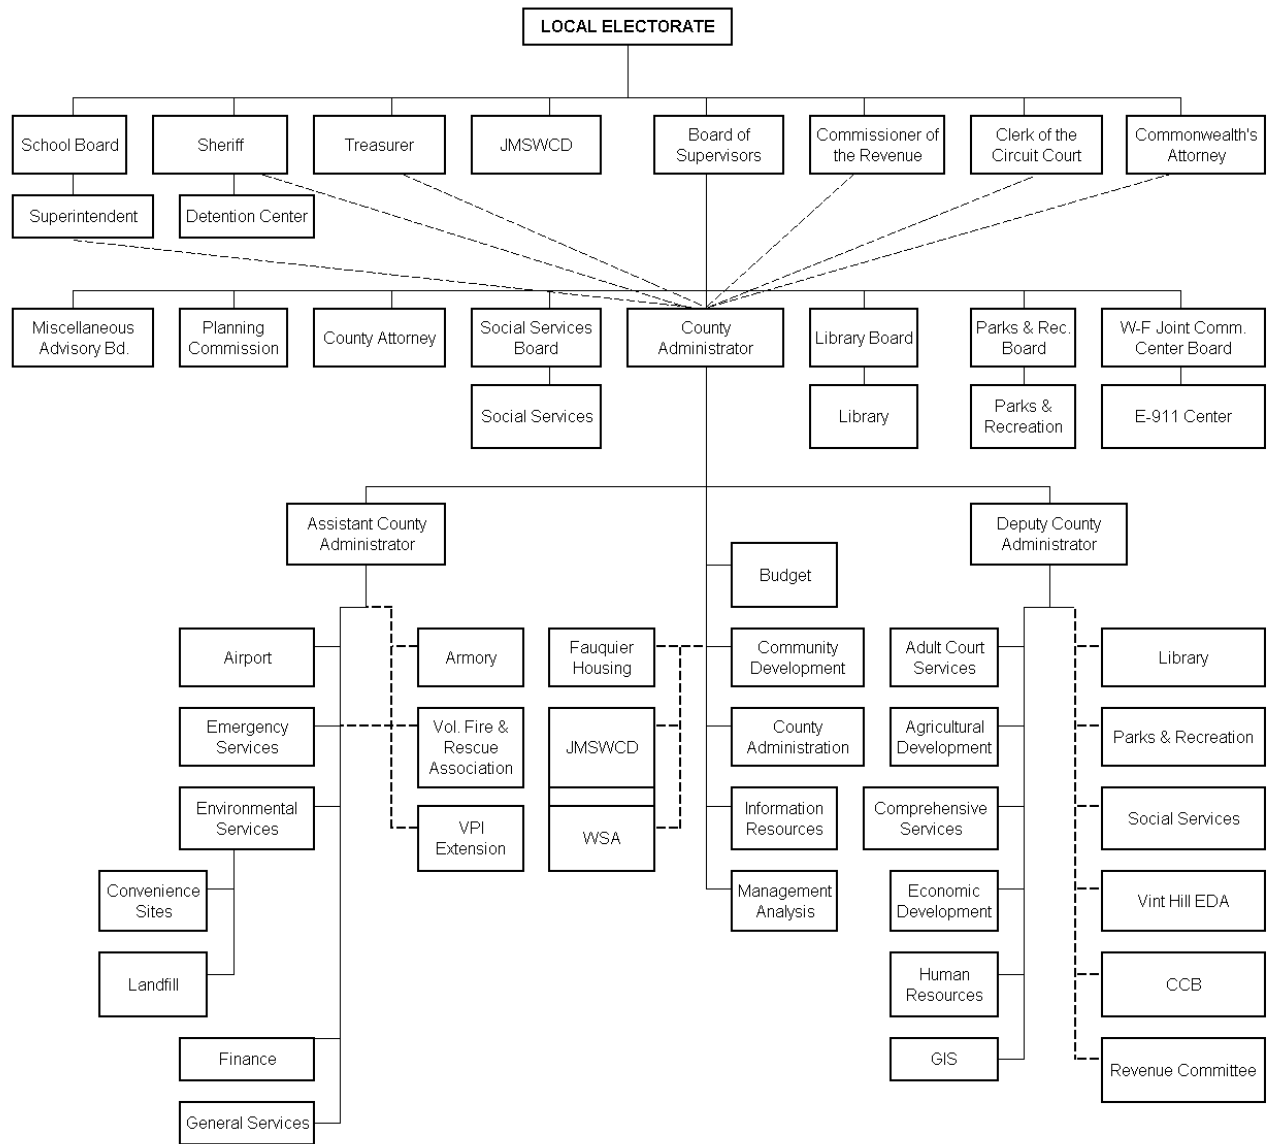 LOCAL ELECTORATE
School Board
Sheriff
Treasurer
JMSWCD
Board of
Supervisors
Commissioner of
the Revenue
Clerk of the
Circuit Court
Commonwealth's
Attorney
Superintendent
Detention Center
Miscellaneous
Advisory Bd.
Planning
Commission
County Attorney
Social Services
Board
County
Administrator
Library Board
Parks & Rec.
Board
W-F Joint Comm.
Center Board
Social Services
Library
Parks &
Recreation
E-911 Center
Assistant County
Administrator
Deputy County
Administrator
Budget
Airport
Armory
Fauquier
Housing
Community
Development
Adult Court
Services
Library
Emergency
Services
Vol. Fire &
Rescue
Association
JMSWCD
County
Administration
Agricultural
Development
Parks & Recreation
Environmental
Services
VPI
Extension
WSA
Information
Resources
Comprehensive
Services
Social Services
Convenience
Sites
Management
Analysis
Economic
Development
Vint Hill EDA
Landfill
Human
Resources
CCB
Finance
GIS
Revenue Committee
General Services